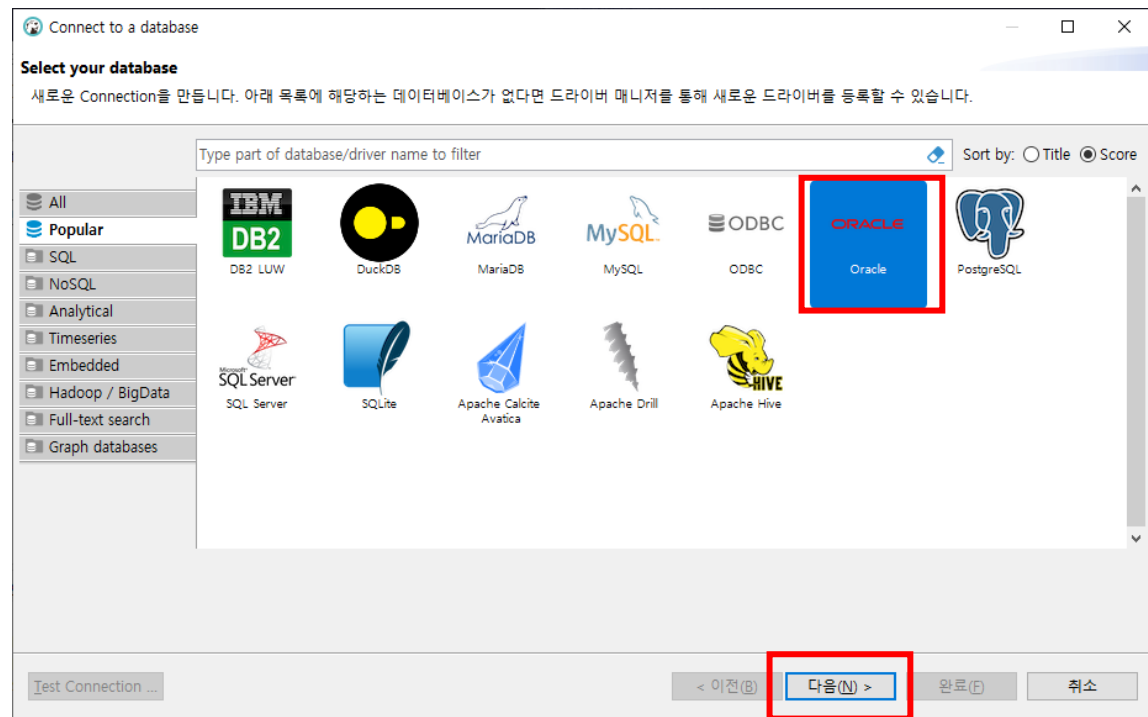 Connect to a database
Select your database
새로운 Connection을 만듭니다. 아래 목록에 해당하는 데이터베이스가 없다면 드라이버 매니저를 통해 새로운 드라이버를 등록할 수 있습니다.
Type part of database/driver name to filter
Sort by: Title Score
All
Popular
SQL
NoSQL
Analytical
Timeseries
Embedded
Hadoop / BigData
Full-text search
Graph databases
IBM
DB2
DB2 LUW
DuckDB
MariaDB
MariaDB
MySQL
MySQL
ODBC
ODBC
ORACLE
Oracle
PostgreSQL
Microsoft
SQL Server
SQL Server
SQLite
Apache Calcite
Avatica
Apache Drill
HIVE
Apache Hive
Test Connection ...
< 이전(B)
다음(N) >
완료(F)
취소